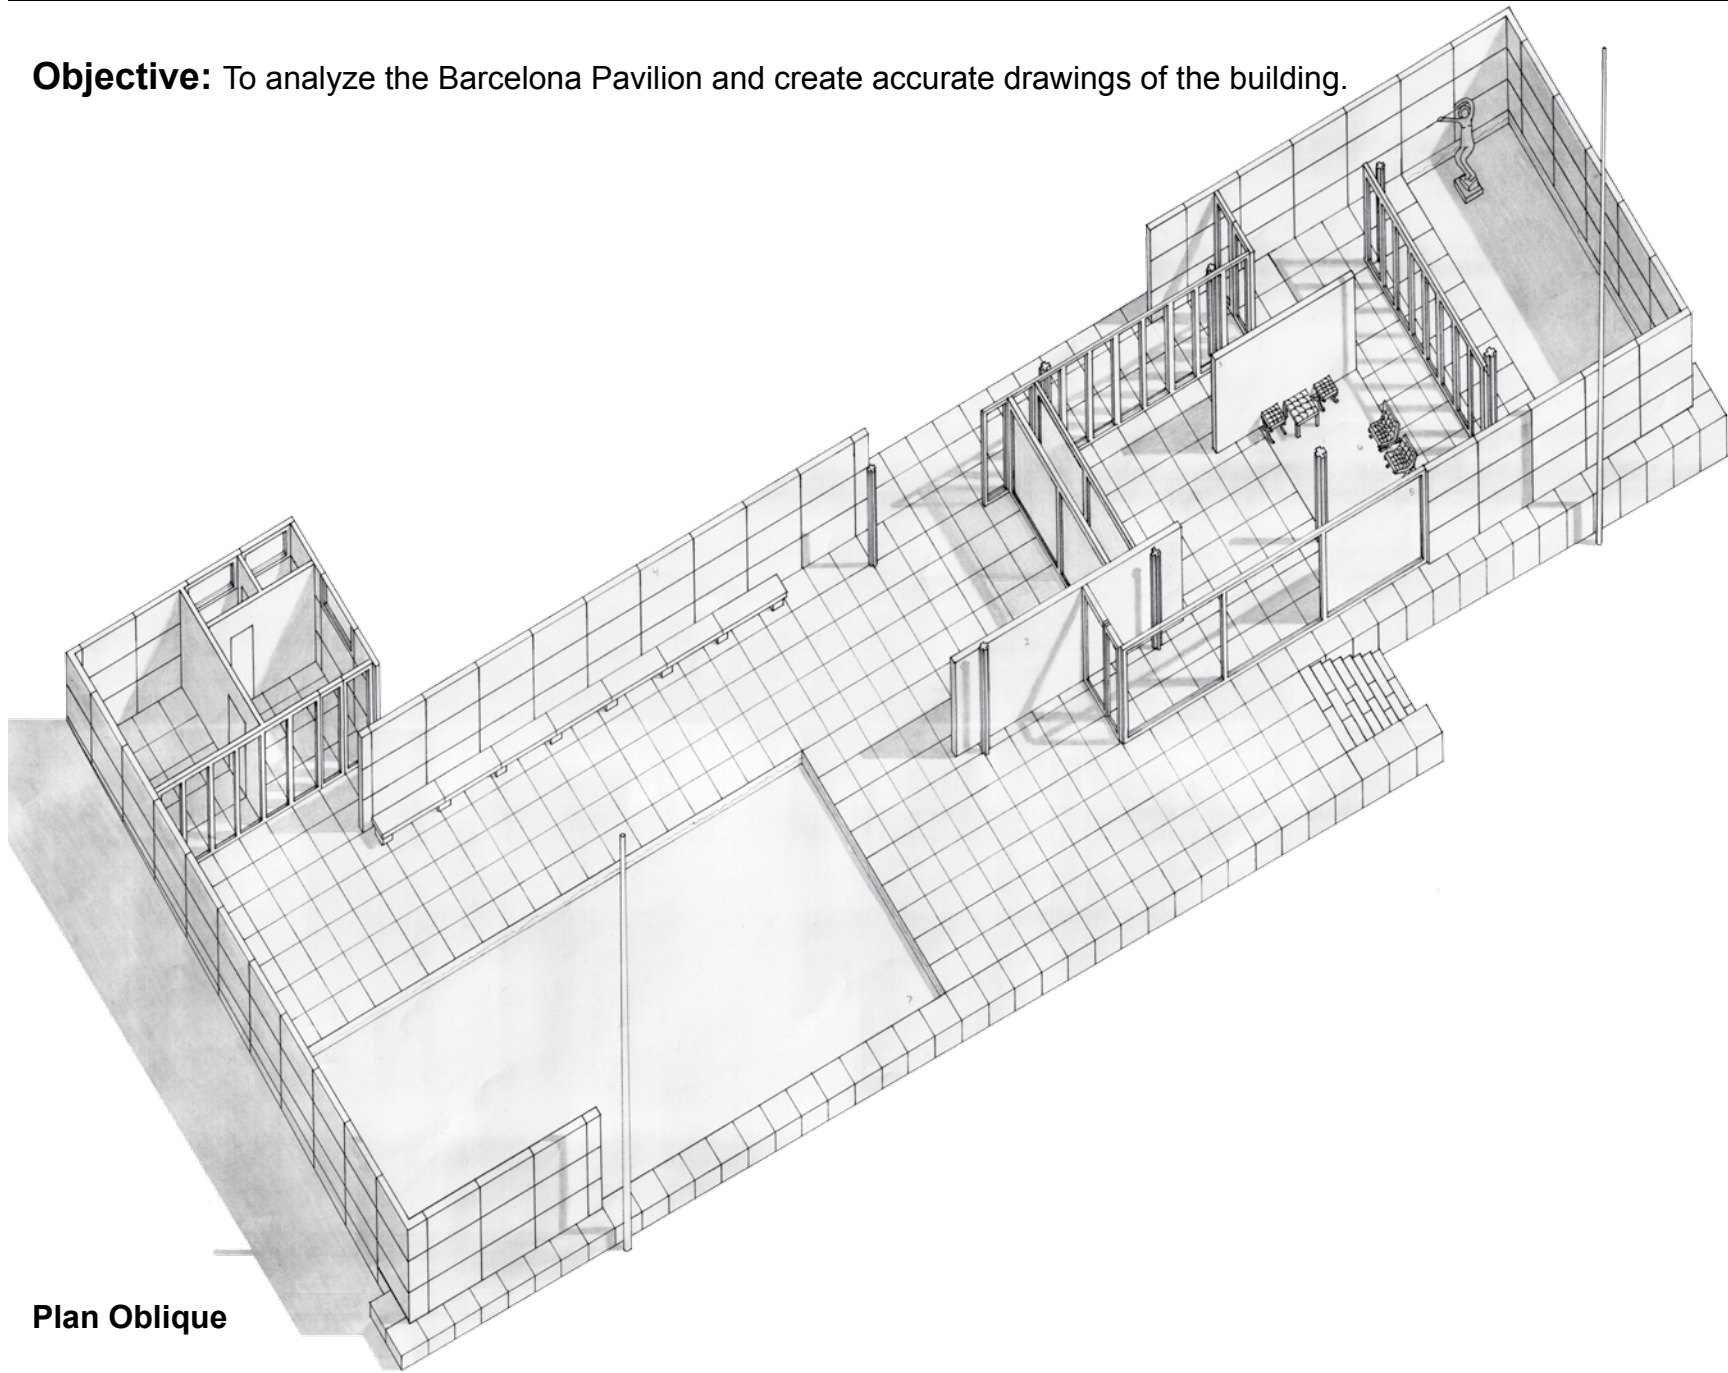 Objective: To analyze the Barcelona Pavilion and create accurate drawings of the building.
Plan Oblique